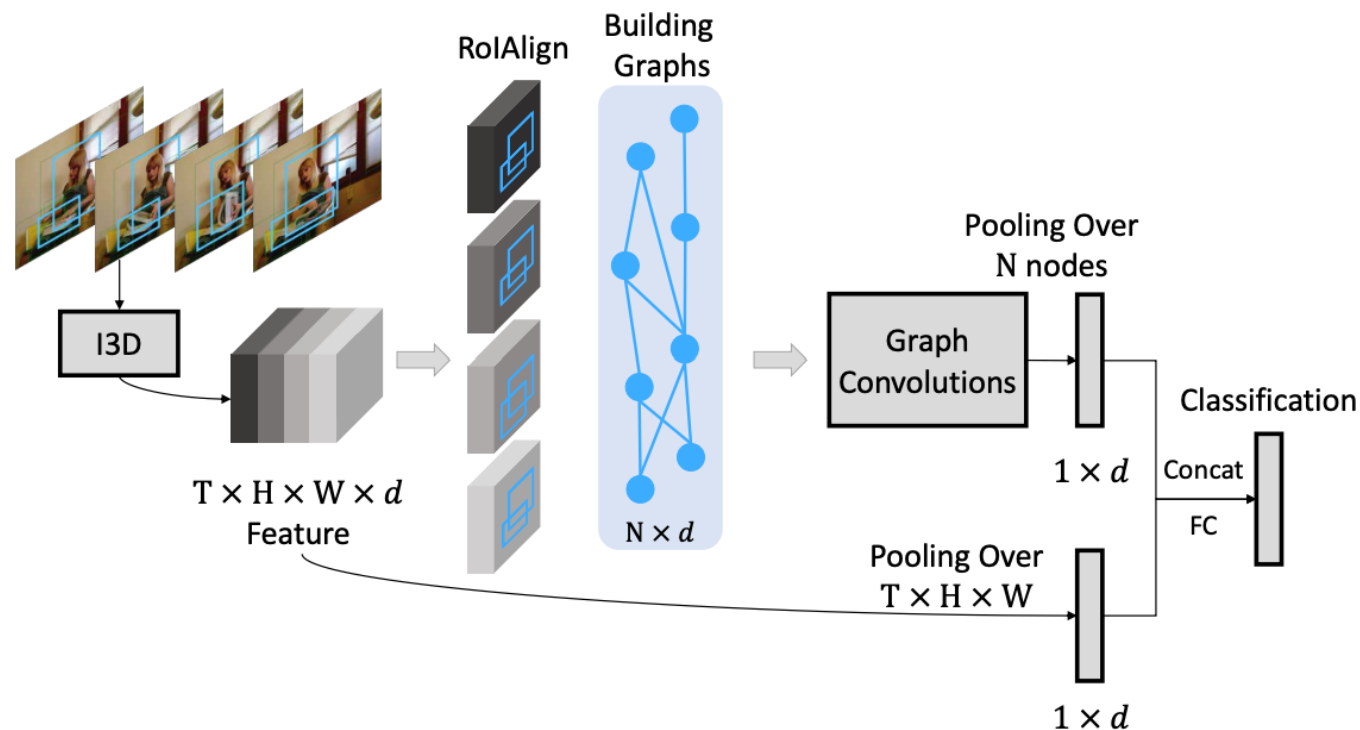 Building
Graphs
RoIAlign
I3D
T × H × W × d
Feature
N × d
Graph
Convolutions
Pooling Over
N nodes
1 × d
Pooling Over
T × H × W
1 × d
Concat
FC
Classification